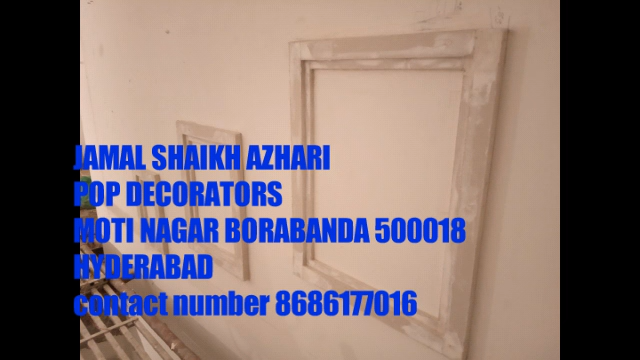 JAMAL SHAIKH AZHARI
POP DECORATORS
MOTI NAGAR BORABANDA 500018
HYDERABAD
contact number 8686177016